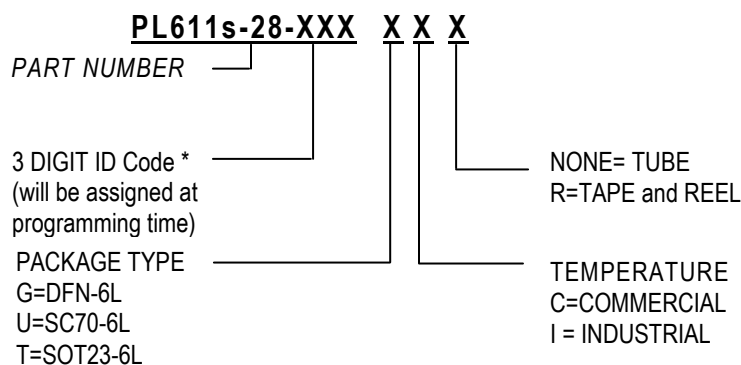 PL611s-28-XXX X X X
PART NUMBER
3 DIGIT ID Code *
(will be assigned at
programming time)
PACKAGE TYPE
G=DFN-6L
U=SC70-6L
T=SOT23-6L
NONE= TUBE
R=TAPE and REEL
TEMPERATURE
C=COMMERCIAL
I = INDUSTRIAL